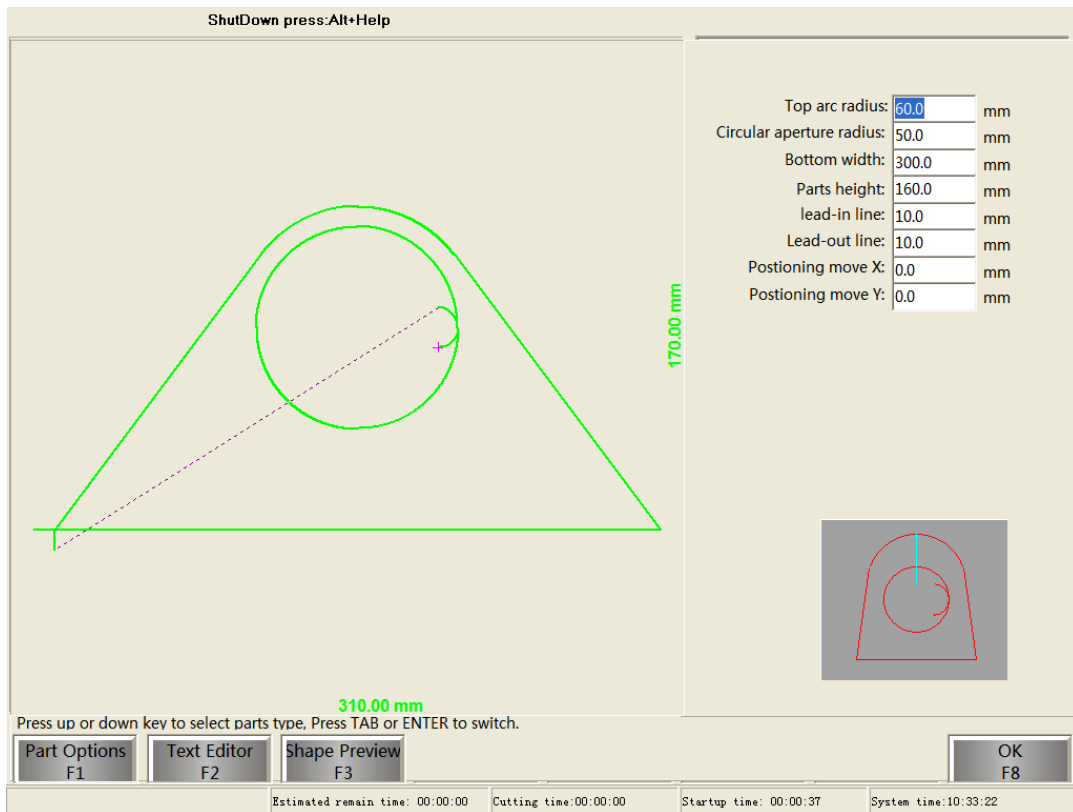 ShutDown press:Alt+Help
Top arc radius: 60.0 mm
Circular aperture radius: 50.0 mm
Bottom width: 300.0 mm
Parts height: 160.0 mm
lead-in line: 10.0 mm
Lead-out line: 10.0 mm
Postioning move X: 0.0 mm
Postioning move Y: 0.0 mm
170.00 mm
310.00 mm
Press up or down key to select parts type, Press TAB or ENTER to switch.
Part Options
F1
Text Editor
F2
Shape Preview
F3
OK
F8
Estimated remain time: 00:00:00
Cutting time:00:00:00
Startup time: 00:00:37
System time:10:33:22